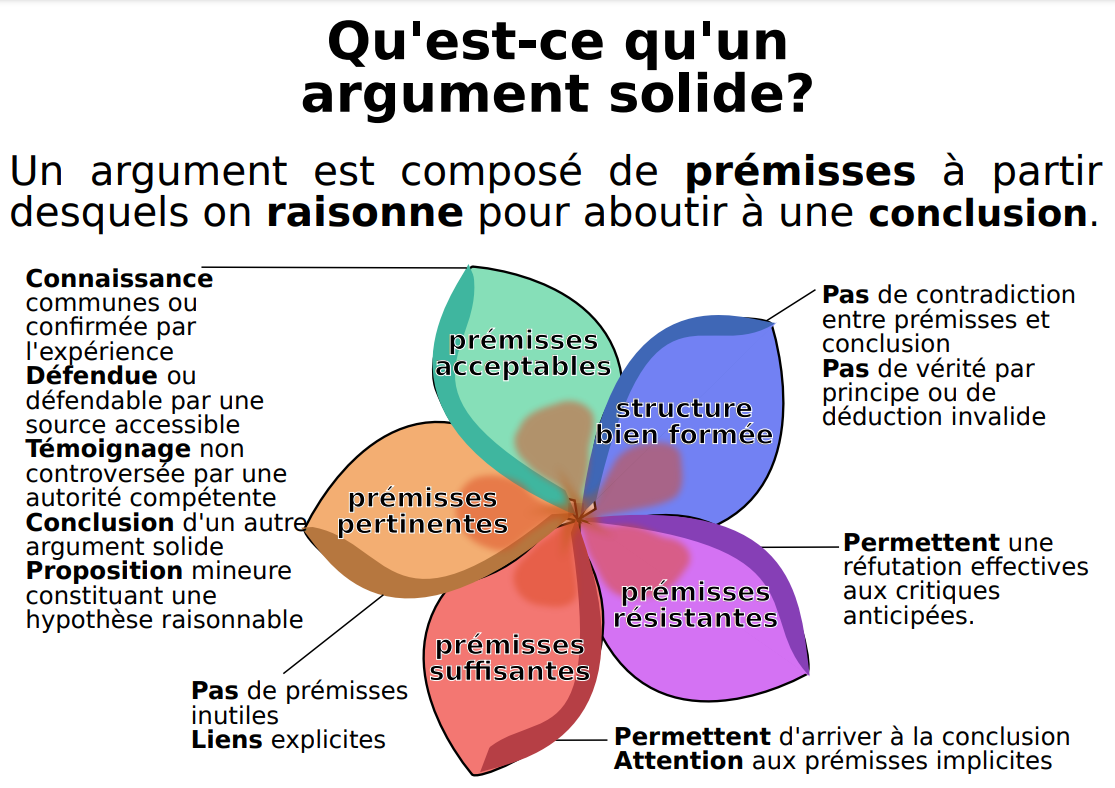 Qu'est-ce qu'un
argument solide?
Un argument est composé de prémisses à partir
desquels on raisonne pour aboutir à une conclusion.
Connaissance
communes ou
confirmée par
l'expérience
Défendue ou
défendable par une
source accessible
Témoignage non
controversée par une
autorité compétente
Conclusion d'un autre
argument solide
Proposition mineure
constituant une
hypothèse raisonnable
prémisses
acceptables
structure
bien formée
Pas de contradiction
entre prémisses et
conclusion
Pas de vérité par
principe ou de
déduction invalide
prémisses
pertinentes
Pas de prémisses
inutiles
Liens explicites
prémisses
résistantes
Permettent une
réfutation effectives
aux critiques
anticipées.
prémisses
suffisantes
Permettent d'arriver à la conclusion
Attention aux prémisses implicites